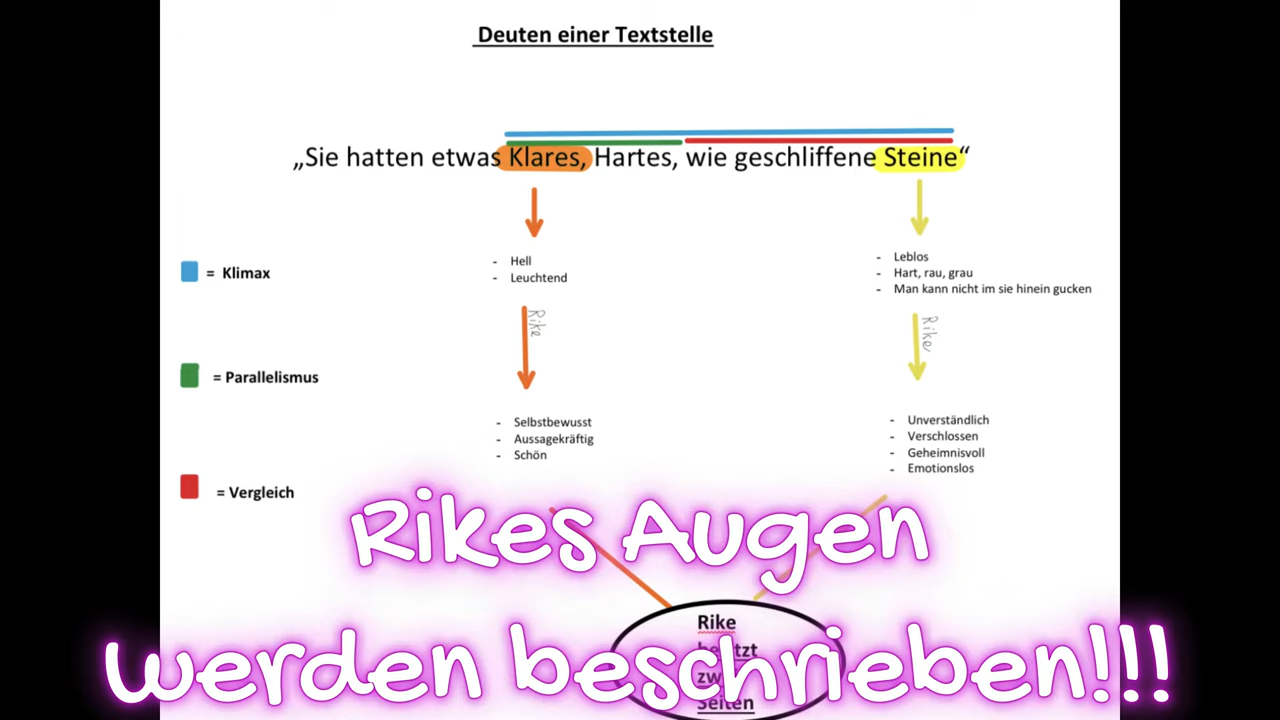 Deuten einer Textstelle
„Sie hatten etwas Klares, Hartes, wie geschliffene Steine“
= Klimax
= Parallelismus
= Vergleich
- Hell
- Leuchtend
Rike
- Selbstbewusst
- Aussagekräftig
- Schön
- Leblos
- Hart, rau, grau
- Man kann nicht im sie hinein gucken
Rike
- Unverständlich
- Verschlossen
- Geheimnisvoll
- Emotionslos
Rikes Augen
werden beschrieben!!!
Rike
Seiten